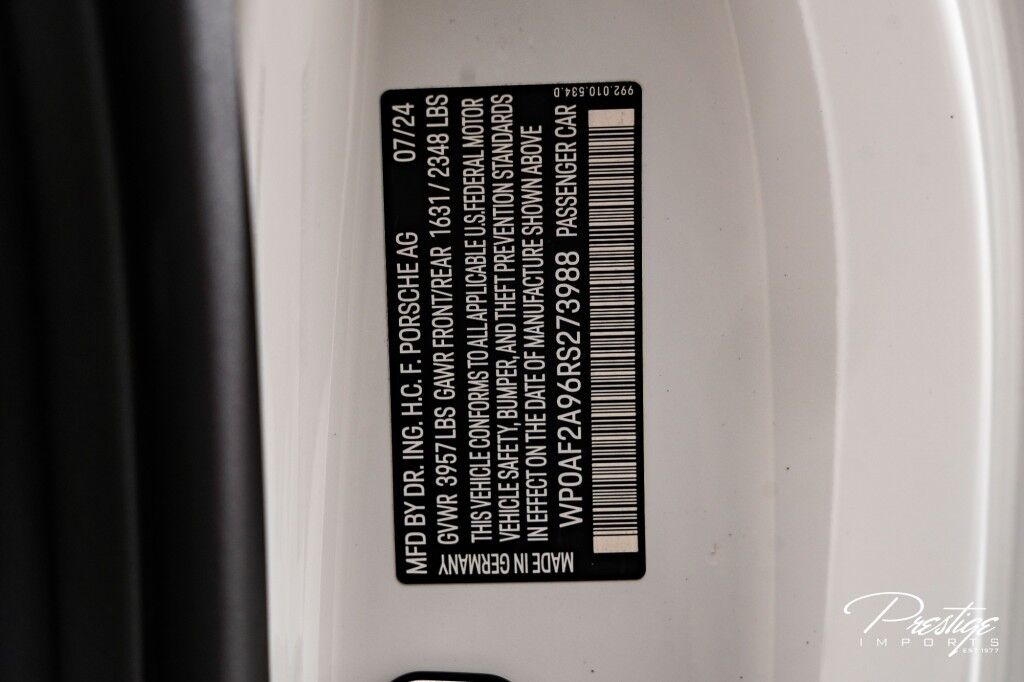 MFD BY DR. ING. H.C. F. PORSCHE AG 07/24
GVWR 3957 LBS GAWR FRONT/REAR 1631 / 2348 LBS
THIS VEHICLE CONFORMS TO ALL APPLICABLE U.S. FEDERAL MOTOR
VEHICLE SAFETY, BUMPER, AND THEFT PREVENTION STANDARDS
IN EFFECT ON THE DATE OF MANUFACTURE SHOWN ABOVE
WP0AF2A96RS273988 PASSENGER CAR
MADE IN GERMANY
992.010.534.D
Prestige
IMPORTS
EST 1977